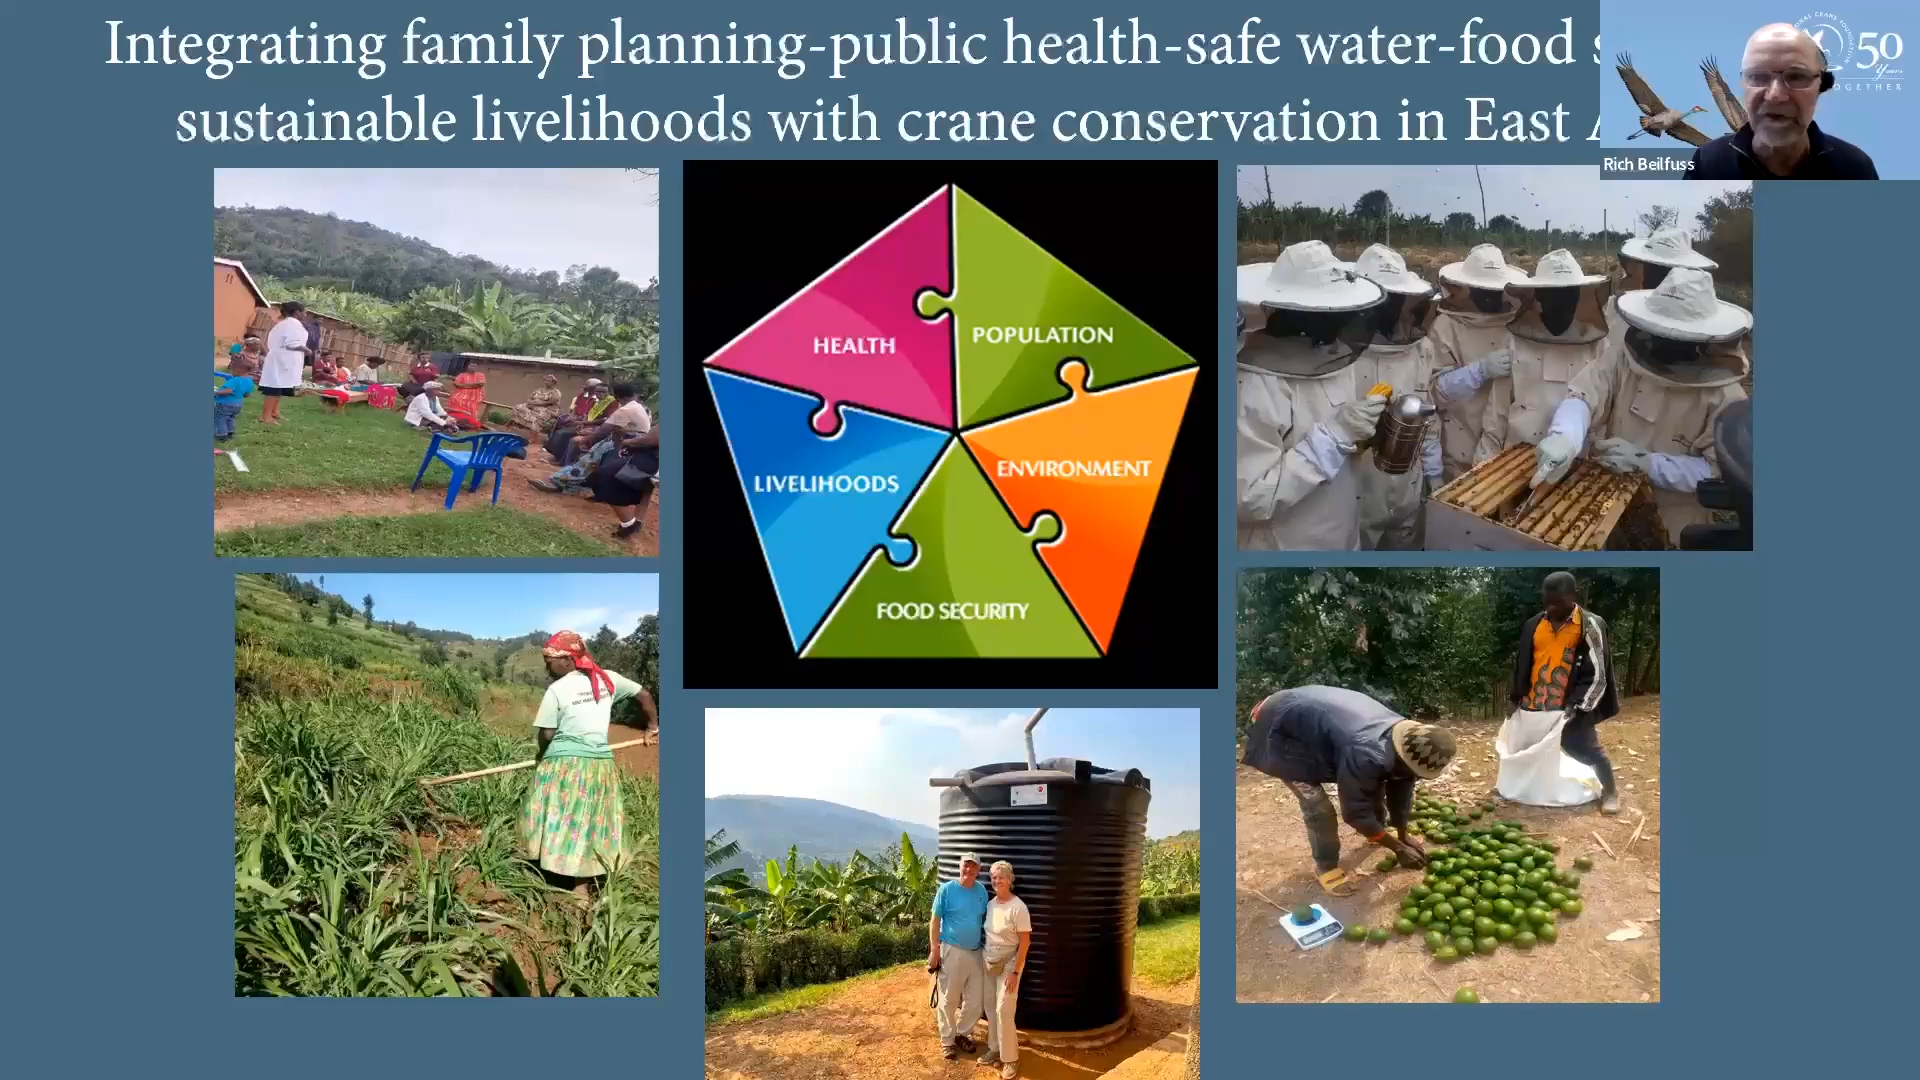 Integrating family planning-public health-safe water-food
sustainable livelihoods with crane conservation in East
50
Years
Rich Beilfuss
HEALTH
POPULATION
LIVELIHOODS
ENVIRONMENT
FOOD SECURITY